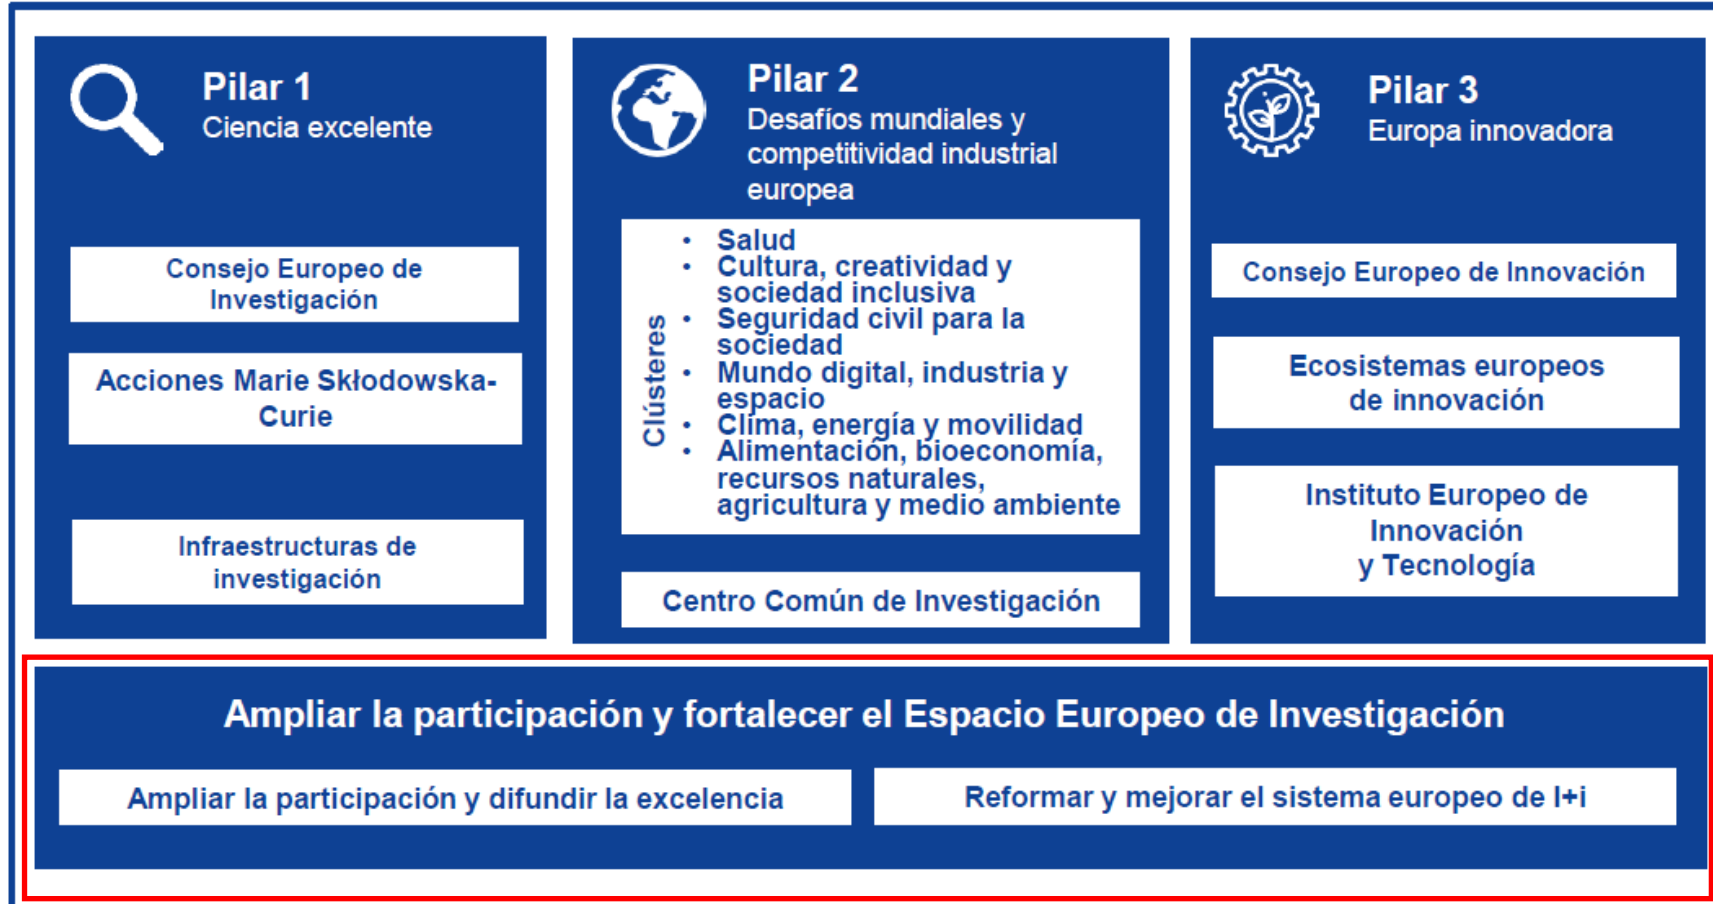 Pilar 1
Ciencia excelente
Consejo Europeo de
Investigación
Acciones Marie Skłodowska-
Curie
Infraestructuras de
investigación
Pilar 2
Desafíos mundiales y
competitividad industrial
europea
Clústeres
• Salud
• Cultura, creatividad y
sociedad inclusiva
• Seguridad civil para la
sociedad
• Mundo digital, industria y
espacio
• Clima, energía y movilidad
• Alimentación, bioeconomía,
recursos naturales,
agricultura y medio ambiente
Centro Común de Investigación
Pilar 3
Europa innovadora
Consejo Europeo de Innovación
Ecosistemas europeos
de innovación
Instituto Europeo de
Innovación
y Tecnología
Ampliar la participación y fortalecer el Espacio Europeo de Investigación
Ampliar la participación y difundir la excelencia
Reformar y mejorar el sistema europeo de I+i